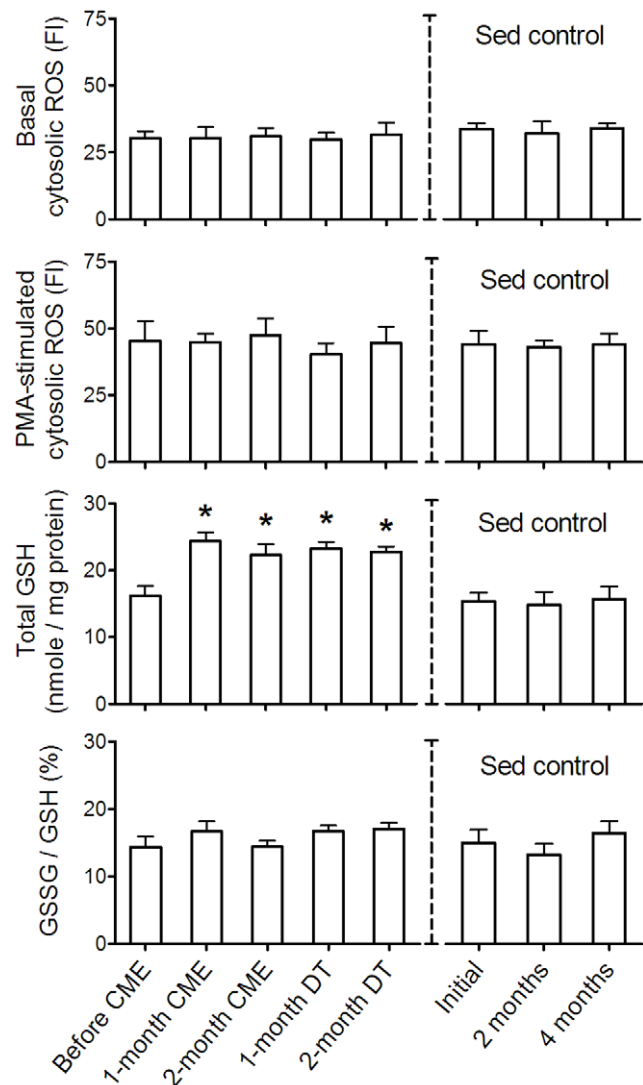 75
50
25
0
Basal
cytosolic ROS (FI)
Sed control
75
50
25
0
PMA-stimulated
cytosolic ROS (FI)
Sed control
30
20
10
0
Total GSH
(nmole / mg protein)
* * * *
Sed control
30
20
10
0
GSSG / GSH (%)
Sed control
Before CME
1-month CME
2-month CME
1-month DT
2-month DT
Initial
2 months
4 months